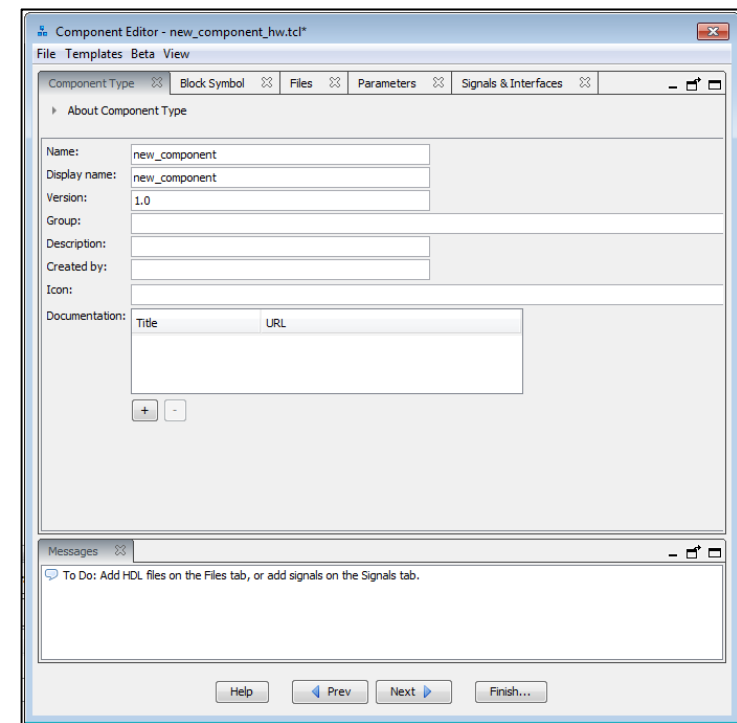 Component Editor - new_component_hw.tcl*
File Templates Beta View
Component Type Block Symbol Files Parameters Signals & Interfaces
About Component Type
Name: new_component
Display name: new_component
Version: 1.0
Group:
Description:
Created by:
Icon:
Documentation: Title URL
+ -
Messages
To Do: Add HDL files on the Files tab, or add signals on the Signals tab.
Help Prev Next Finish...